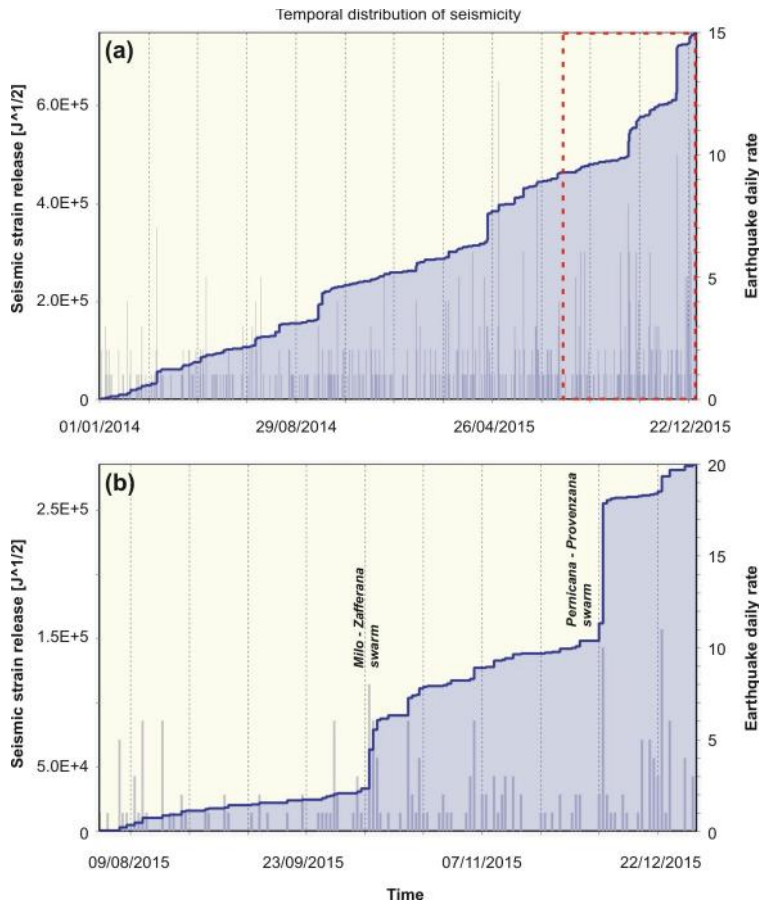 Temporal distribution of seismicity
(a)
Seismic strain release [J^1/2]
6.0E+5
4.0E+5
2.0E+5
0
15
10
5
0
Earthquake daily rate
01/01/2014 29/08/2014 26/04/2015 22/12/2015
(b)
Seismic strain release [J^1/2]
2.5E+5
1.5E+5
5.0E+4
0
Milo - Zafferana
swarm
Pernicana - Provenzana
swarm
20
15
10
5
0
Earthquake daily rate
09/08/2015 23/09/2015 07/11/2015 22/12/2015
Time